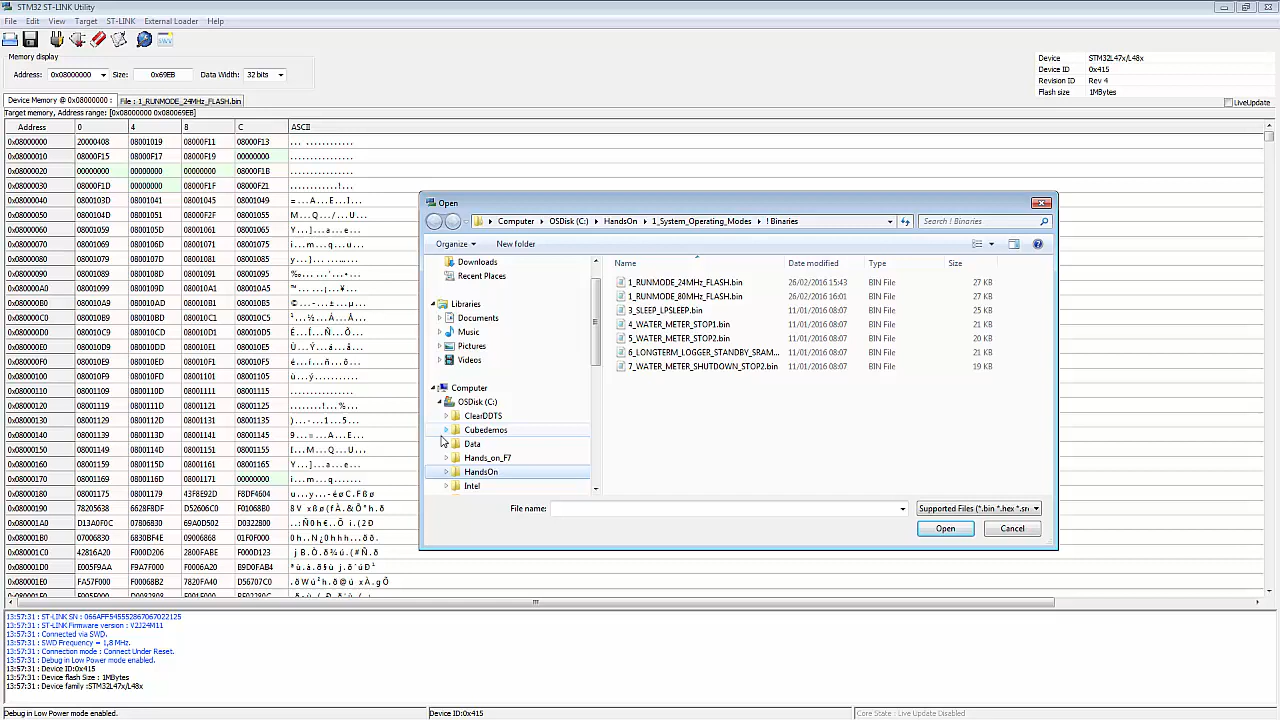 STM32 ST-LINK Utility
File Edit View Target ST-LINK External Loader Help
Memory display
Address: 0x08000000 Size: 0x69EB Data Width: 32 bits
Device STM32L47x/L48x
Device ID 0x415
Revision ID Rev 4
Flash size 1MBytes
LiveUpdate
Device Memory @ 0x08000000 : File : 1_RUNMODE_24MHz_FLASH.bin
Target memory, Address range: [0x08000000 0x080069EB]
Address 0 4 8 C ASCII
0x08000000 20000408 08001019 08000F11 08000F13
0x08000010 08000F15 08000F17 08000F19 00000000
0x08000020 00000000 00000000 00000000 08000F1B
0x08000030 08000F1D 00000000 08000F1F 08000F21
0x08000040 0800103D 08001041 08001045 08001049
0x08000050 0800104D 08001051 08000F2F 08001055
0x08000060 08001059 0800105D 08001061 08001065
0x08000070 08001069 0800106D 08001071 08001075
0x08000080 08001079 0800107D 08001081 08001085
0x08000090 08001089 0800108D 08001091 08001095
0x080000A0 08001099 0800109D 080010A1 080010A5
0x080000B0 080010A9 080010AD 080010B1 080010B5
0x080000C0 080010B9 080010BD 080010C1 080010C5
0x080000D0 080010C9 080010CD 080010D1 080010D5
0x080000E0 080010D9 080010DD 080010E1 080010E5
0x080000F0 080010E9 080010ED 080010F1 080010F5
0x08000100 080010F9 080010FD 08001101 08001105
0x08000110 08001109 0800110D 08001111 08001115
0x08000120 08001119 0800111D 08001121 08001125
0x08000130 08001129 0800112D 08001131 08001135
0x08000140 08001139 0800113D 08001141 08001145
0x08000150 08001149 0800114D 08001151 08001155
0x08000160 08001159 0800115D 08001161 08001165
0x08000170 08001169 0800116D 08001171 00000000
0x08000180 08001175 08001179 43F8E92D F8DF4604
0x08000190 78205638 6628F8DF D52606C0 F01068B0
0x080001A0 D13A0F0C 07806830 69A0D502 D0322800
0x080001B0 07006830 6830BF4E 09006868 01F0F000
0x080001C0 42816A20 F000D206 2800FABE F000D123
0x080001D0 E005F9AA F9A7F000 F0006A20 B9D0FAB4
0x080001E0 FA57F000 F00068B2 7820FA40 D56707C0
Open
Computer OSDisk (C:) HandsOn 1_System_Operating_Modes ! Binaries Search ! Binaries
Organize New folder
Downloads
Recent Places
Libraries
Documents
Music
Pictures
Videos
Computer
OSDisk (C:)
ClearDDTS
Cubedemos
Data
Hands_on_F7
HandsOn
Intel
Name Date modified Type Size
1_RUNMODE_24MHz_FLASH.bin 26/02/2016 15:43 BIN File 27 KB
1_RUNMODE_80MHz_FLASH.bin 26/02/2016 16:01 BIN File 27 KB
3_SLEEP_LPSLEEP.bin 11/01/2016 08:07 BIN File 25 KB
4_WATER_METER_STOP1.bin 11/01/2016 08:07 BIN File 21 KB
5_WATER_METER_STOP2.bin 11/01/2016 08:07 BIN File 20 KB
6_LONGTERM_LOGGER_STANDBY_SRAM... 11/01/2016 08:07 BIN File 21 KB
7_WATER_METER_SHUTDOWN_STOP2.bin 11/01/2016 08:07 BIN File 19 KB
File name: Supported Files (*.bin *.hex *.sr
Open Cancel
13:57:31 : ST-LINK SN : 066AFF545552867067022125
13:57:31 : ST-LINK Firmware version : V2J24M11
13:57:31 : Connected via SWD.
13:57:31 : SWD Frequency = 1,8 MHz.
13:57:31 : Connection mode : Connect Under Reset.
13:57:31 : Debug in Low Power mode enabled.
13:57:31 : Device ID:0x415
13:57:31 : Device flash Size : 1MBytes
13:57:31 : Device family :STM32L47x/L48x
Debug in Low Power mode enabled. Device ID:0x415 Core State : Live Update Disabled